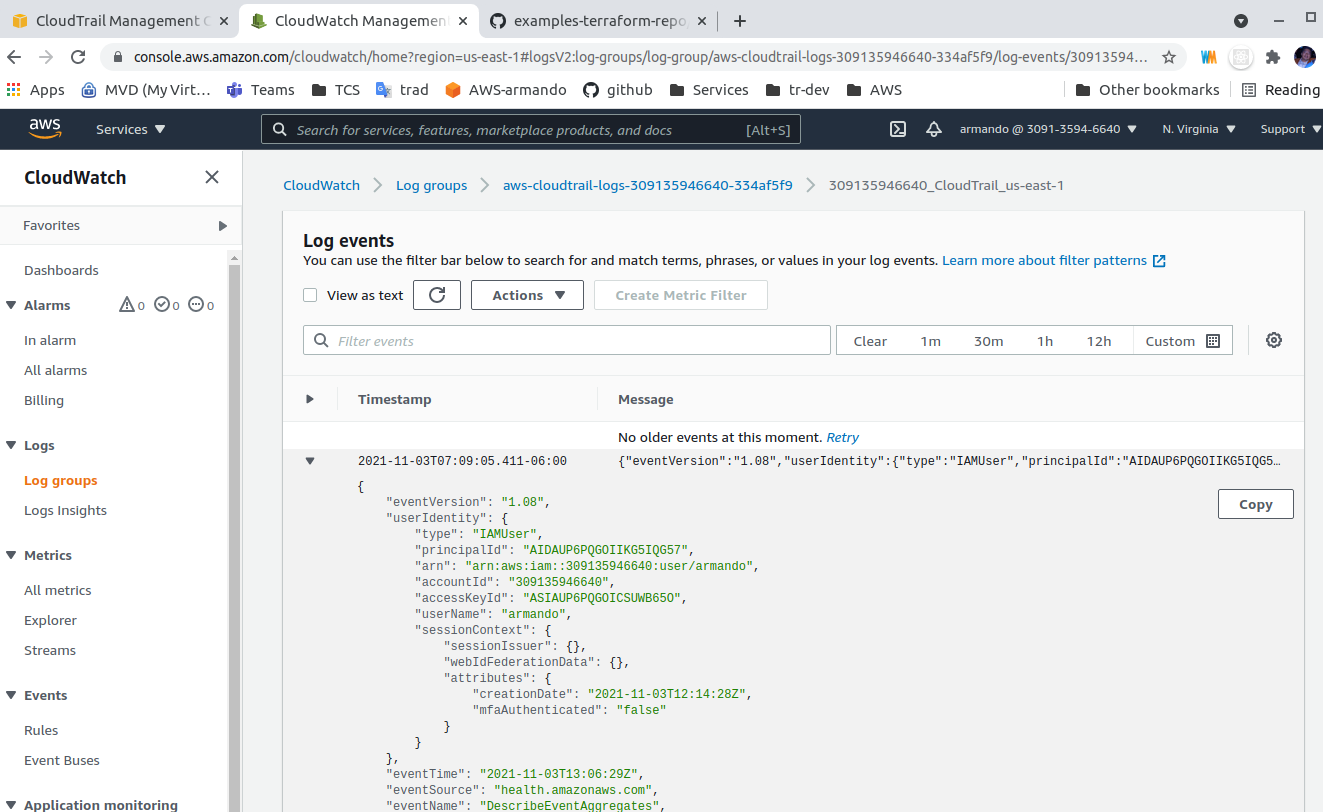 CloudTrail Management C
CloudWatch Management
examples-terraform-repo
console.aws.amazon.com/cloudwatch/home?region=us-east-1#logsV2:log-groups/log-group/aws-cloudtrail-logs-309135946640-334af5f9/log-events/30913594...
Apps MVD (My Virt... Teams TCS trad AWS-armando github Services tr-dev AWS Other bookmarks Reading
aws Services Search for services, features, marketplace products, and docs [Alt+S] armando @ 3091-3594-6640 N. Virginia Support
CloudWatch
Favorites
Dashboards
Alarms 0 0 0
In alarm
All alarms
Billing
Logs
Log groups
Logs Insights
Metrics
All metrics
Explorer
Streams
Events
Rules
Event Buses
Application monitoring
CloudWatch Log groups aws-cloudtrail-logs-309135946640-334af5f9 309135946640_CloudTrail_us-east-1
Log events
You can use the filter bar below to search for and match terms, phrases, or values in your log events. Learn more about filter patterns
View as text Actions Create Metric Filter
Filter events Clear 1m 30m 1h 12h Custom
Timestamp Message
No older events at this moment. Retry
2021-11-03T07:09:05.411-06:00 {"eventVersion":"1.08","userIdentity":{"type":"IAMUser","principalId":"AIDAUP6PQGOIIKG5IQG5…
Copy
{
"eventVersion": "1.08",
"userIdentity": {
"type": "IAMUser",
"principalId": "AIDAUP6PQGOIIKG5IQG57",
"arn": "arn:aws:iam::309135946640:user/armando",
"accountId": "309135946640",
"accessKeyId": "ASIAUP6PQGOICSUWB65O",
"userName": "armando",
"sessionContext": {
"sessionIssuer": {},
"webIdFederationData": {},
"attributes": {
"creationDate": "2021-11-03T12:14:28Z",
"mfaAuthenticated": "false"
}
}
},
"eventTime": "2021-11-03T13:06:29Z",
"eventSource": "health.amazonaws.com",
"eventName": "DescribeEventAggregates",